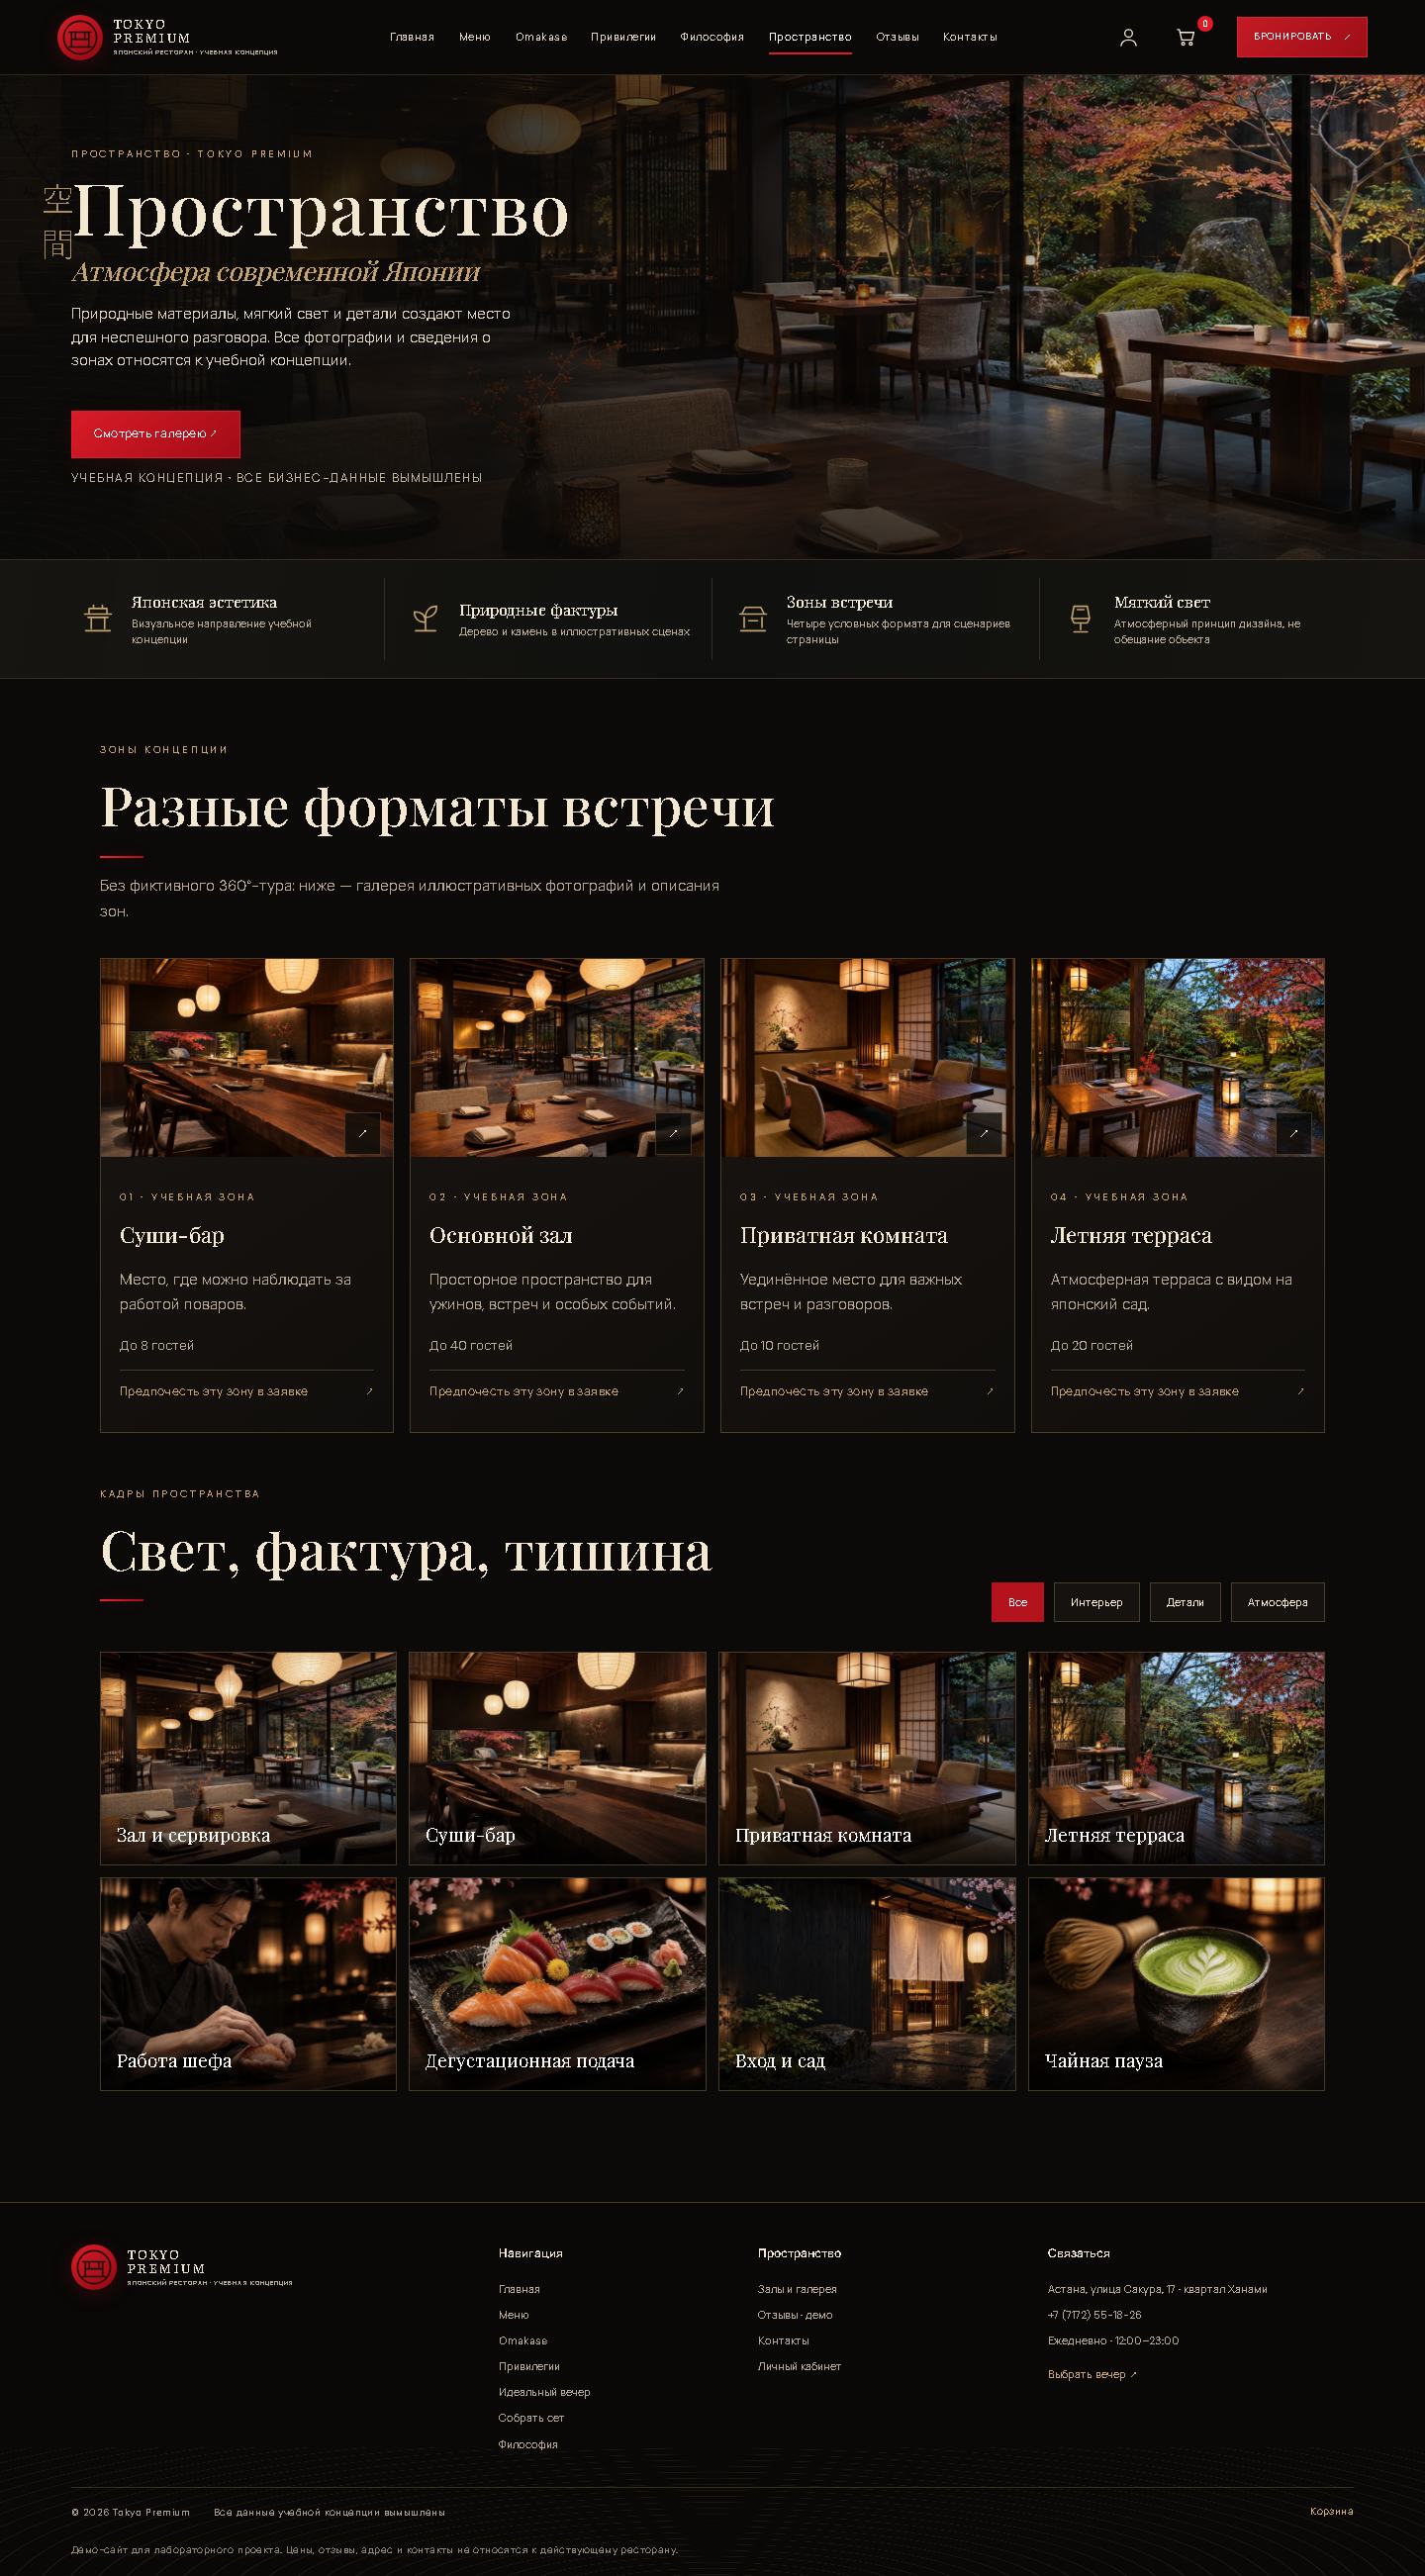 TOKYO
PREMIUM
ЯПОНСКИЙ РЕСТОРАН · УЧЕБНАЯ КОНЦЕПЦИЯ
Главная Меню Omakase Привилегии Философия Пространство Отзывы Контакты
0
БРОНИРОВАТЬ ↗
ПРОСТРАНСТВО · TOKYO PREMIUM
空間
Пространство
Атмосфера современной Японии
Природные материалы, мягкий свет и детали создают место
для неспешного разговора. Все фотографии и сведения о
зонах относятся к учебной концепции.
Смотреть галерею ↗
УЧЕБНАЯ КОНЦЕПЦИЯ · ВСЕ БИЗНЕС-ДАННЫЕ ВЫМЫШЛЕНЫ
Японская эстетика
Визуальное направление учебной
концепции
Природные фактуры
Дерево и камень в иллюстративных сценах
Зоны встречи
Четыре условных формата для сценариев
страницы
Мягкий свет
Атмосферный принцип дизайна, не
обещание объекта
ЗОНЫ КОНЦЕПЦИИ
Разные форматы встречи
Без фиктивного 360°-тура: ниже — галерея иллюстративных фотографий и описания
зон.
01 · УЧЕБНАЯ ЗОНА
Суши-бар
Место, где можно наблюдать за
работой поваров.
До 8 гостей
Предпочесть эту зону в заявке ↗
02 · УЧЕБНАЯ ЗОНА
Основной зал
Просторное пространство для
ужинов, встреч и особых событий.
До 40 гостей
Предпочесть эту зону в заявке ↗
03 · УЧЕБНАЯ ЗОНА
Приватная комната
Уединённое место для важных
встреч и разговоров.
До 10 гостей
Предпочесть эту зону в заявке ↗
04 · УЧЕБНАЯ ЗОНА
Летняя терраса
Атмосферная терраса с видом на
японский сад.
До 20 гостей
Предпочесть эту зону в заявке ↗
КАДРЫ ПРОСТРАНСТВА
Свет, фактура, тишина
Все Интерьер Детали Атмосфера
Зал и сервировка
Суши-бар
Приватная комната
Летняя терраса
Работа шефа
Дегустационная подача
Вход и сад
Чайная пауза
TOKYO
PREMIUM
ЯПОНСКИЙ РЕСТОРАН · УЧЕБНАЯ КОНЦЕПЦИЯ
Навигация
Главная
Меню
Omakase
Привилегии
Идеальный вечер
Собрать сет
Философия
Пространство
Залы и галерея
Отзывы · демо
Контакты
Личный кабинет
Связаться
Астана, улица Сакура, 17 · квартал Ханами
+7 (7172) 55-18-26
Ежедневно · 12:00–23:00
Выбрать вечер ↗
© 2026 Tokyo Premium Все данные учебной концепции вымышлены
Корзина
Демо-сайт для лабораторного проекта. Цены, отзывы, адрес и контакты не относятся к действующему ресторану.